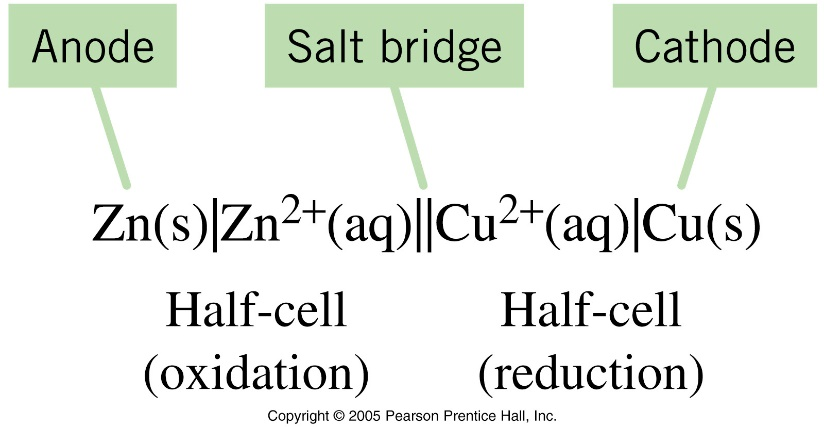 Anode
Salt bridge
Cathode
Zn(s)|Zn²⁺(aq)||Cu²⁺(aq)|Cu(s)
Half-cell
(oxidation)
Half-cell
(reduction)
Copyright © 2005 Pearson Prentice Hall, Inc.